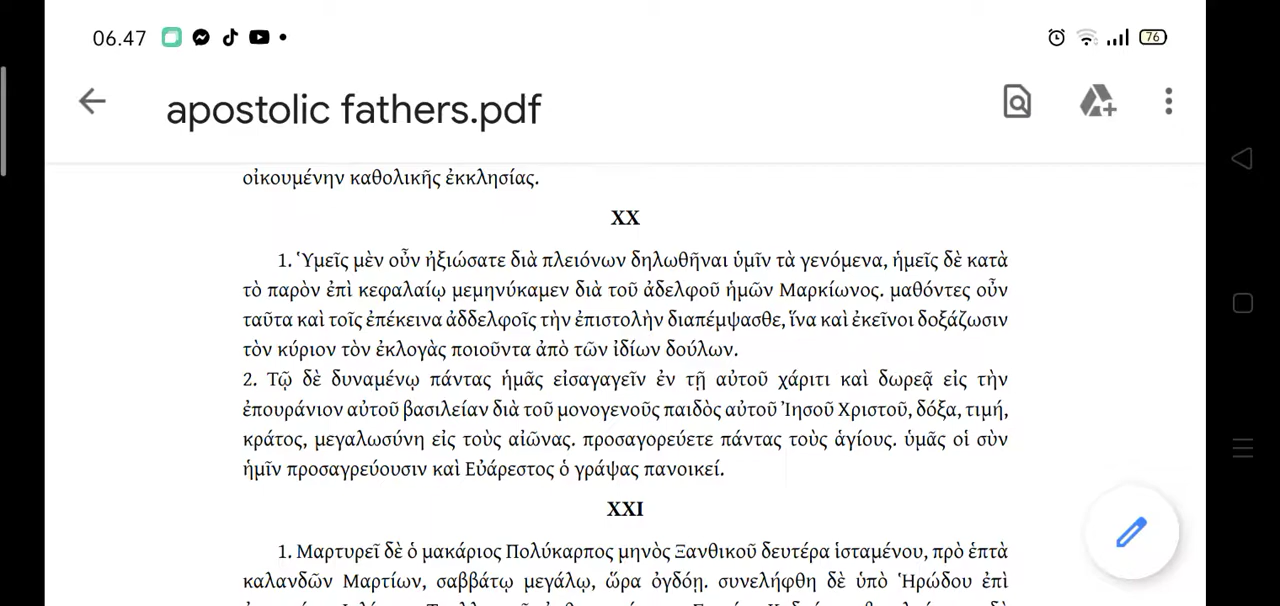 06.47
76
apostolic fathers.pdf
οἰκουμένην καθολικῆς ἐκκλησίας.
XX
1. Ὑμεῖς μὲν οὖν ἠξιώσατε διὰ πλειόνων δηλωθῆναι ὑμῖν τὰ γενόμενα, ἡμεῖς δὲ κατὰ
τὸ παρὸν ἐπὶ κεφαλαίῳ μεμηνύκαμεν διὰ τοῦ ἀδελφοῦ ἡμῶν Μαρκίωνος. μαθόντες οὖν
ταῦτα καὶ τοῖς ἐπέκεινα ἀδδελφοῖς τὴν ἐπιστολὴν διαπέμψασθε, ἵνα καὶ ἐκεῖνοι δοξάζωσιν
τὸν κύριον τὸν ἐκλογὰς ποιοῦντα ἀπὸ τῶν ἰδίων δούλων.
2. Τῷ δὲ δυναμένῳ πάντας ἡμᾶς εἰσαγαγεῖν ἐν τῇ αὐτοῦ χάριτι καὶ δωρεᾷ εἰς τὴν
ἐπουράνιον αὐτοῦ βασιλείαν διὰ τοῦ μονογενοῦς παιδὸς αὐτοῦ Ἰησοῦ Χριστοῦ, δόξα, τιμή,
κράτος, μεγαλωσύνη εἰς τοὺς αἰῶνας. προσαγορεύετε πάντας τοὺς ἁγίους. ὑμᾶς οἱ σὺν
ἡμῖν προσαγρεύουσιν καὶ Εὐάρεστος ὁ γράψας πανοικεί.
XXI
1. Μαρτυρεῖ δὲ ὁ μακάριος Πολύκαρπος μηνὸς Ξανθικοῦ δευτέρα ἱσταμένου, πρὸ ἑπτὰ
καλανδῶν Μαρτίων, σαββάτῳ μεγάλῳ, ὥρα ὀγδόῃ. συνελήφθη δὲ ὑπὸ Ἡρώδου ἐπὶ